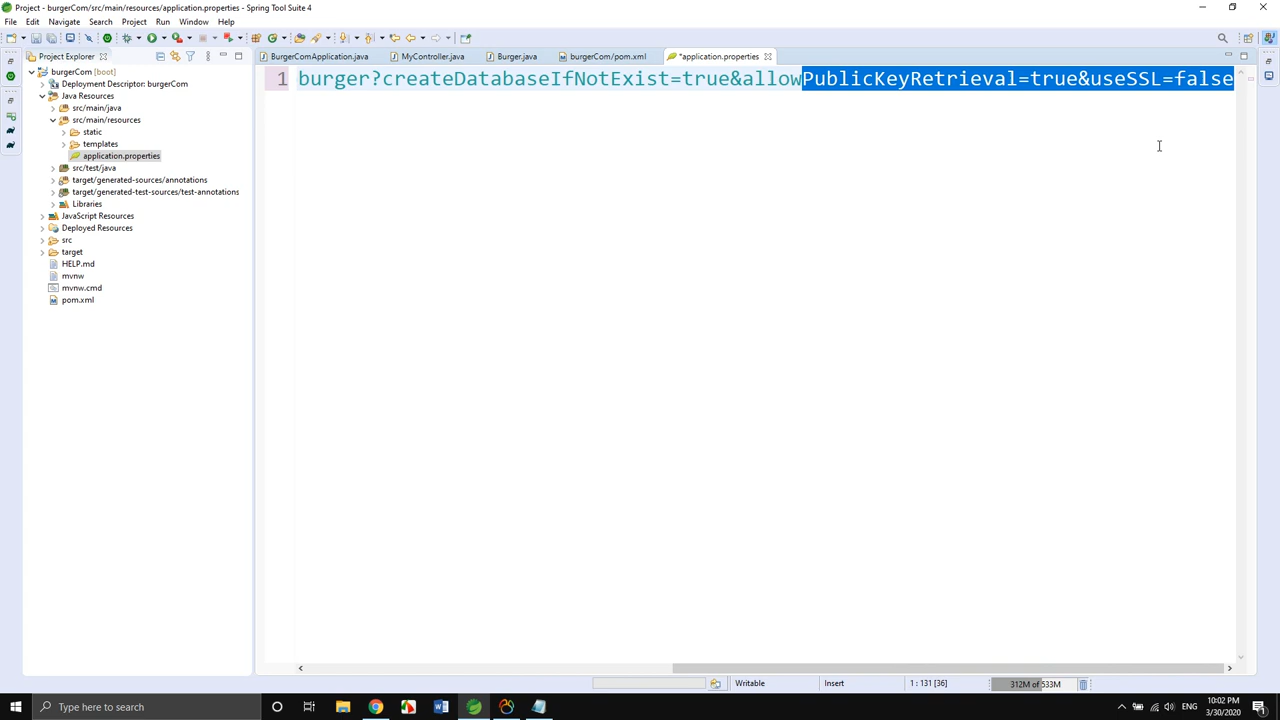 Project - burgerCom/src/main/resources/application.properties - Spring Tool Suite 4
File Edit Navigate Search Project Run Window Help
Project Explorer
BurgerComApplication.java MyController.java Burger.java burgerCom/pom.xml *application.properties
1 burger?createDatabaseIfNotExist=true&allowPublicKeyRetrieval=true&useSSL=false
burgerCom [boot]
Deployment Descriptor: burgerCom
Java Resources
src/main/java
src/main/resources
static
templates
application.properties
src/test/java
target/generated-sources/annotations
target/generated-test-sources/test-annotations
Libraries
JavaScript Resources
Deployed Resources
src
target
HELP.md
mvnw
mvnw.cmd
pom.xml
Writable Insert 1 : 131 [36] 312M of 533M
Type here to search
ENG 10:02 PM
3/30/2020
1